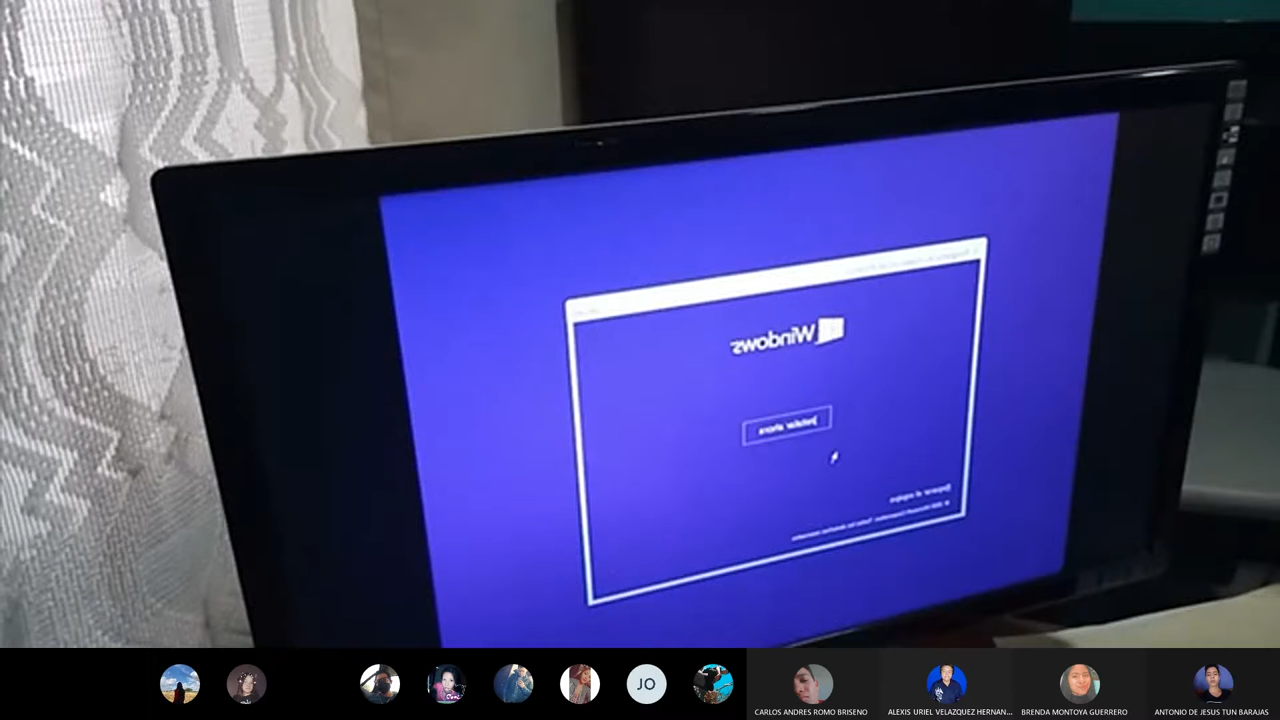 Windows
Instalar ahora
Reparar el equipo
JO
CARLOS ANDRES ROMO BRISEÑO
ALEXIS URIEL VELAZQUEZ HERNAN...
BRENDA MONTOYA GUERRERO
ANTONIO DE JESUS TUN BARAJAS